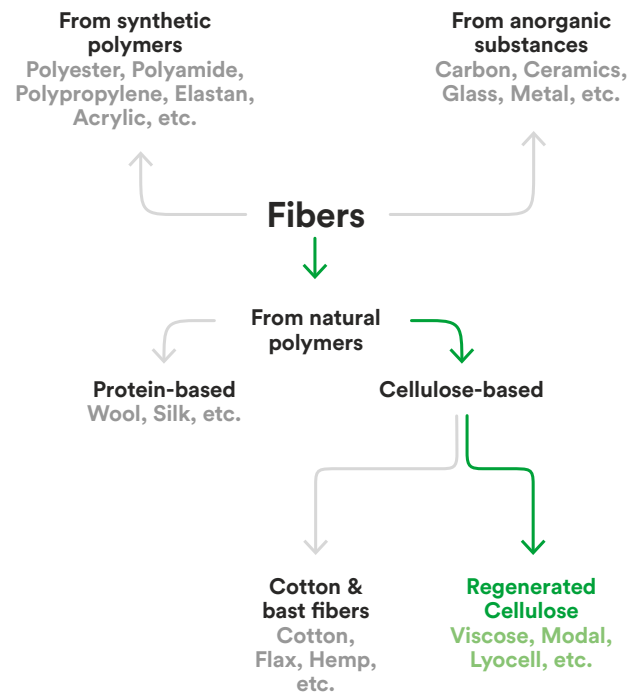 From synthetic
polymers
Polyester, Polyamide,
Polypropylene, Elastan,
Acrylic, etc.
From anorganic
substances
Carbon, Ceramics,
Glass, Metal, etc.
Fibers
From natural
polymers
Protein-based
Wool, Silk, etc.
Cellulose-based
Cotton &
bast fibers
Cotton,
Flax, Hemp,
etc.
Regenerated
Cellulose
Viscose, Modal,
Lyocell, etc.